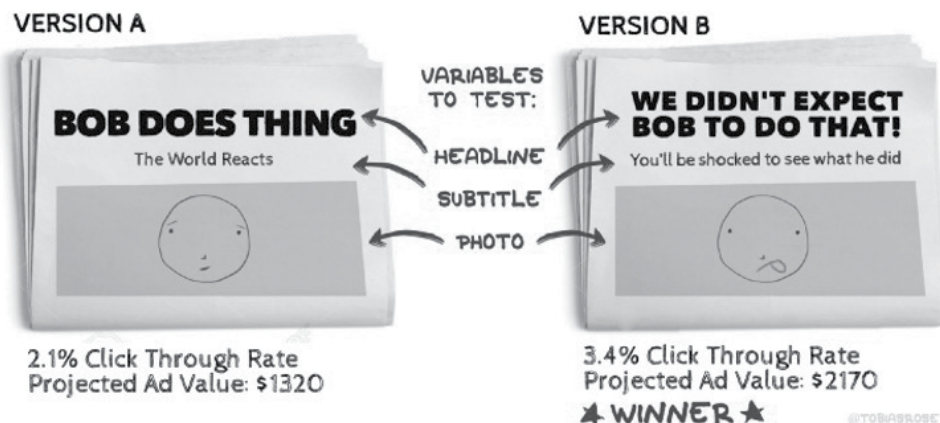 VERSION A
BOB DOES THING
The World Reacts
2.1% Click Through Rate
Projected Ad Value: $1320
VARIABLES
TO TEST:
HEADLINE
SUBTITLE
PHOTO
VERSION B
WE DIDN'T EXPECT
BOB TO DO THAT!
You'll be shocked to see what he did
3.4% Click Through Rate
Projected Ad Value: $2170
★ WINNER ★
@TOBIASROSE